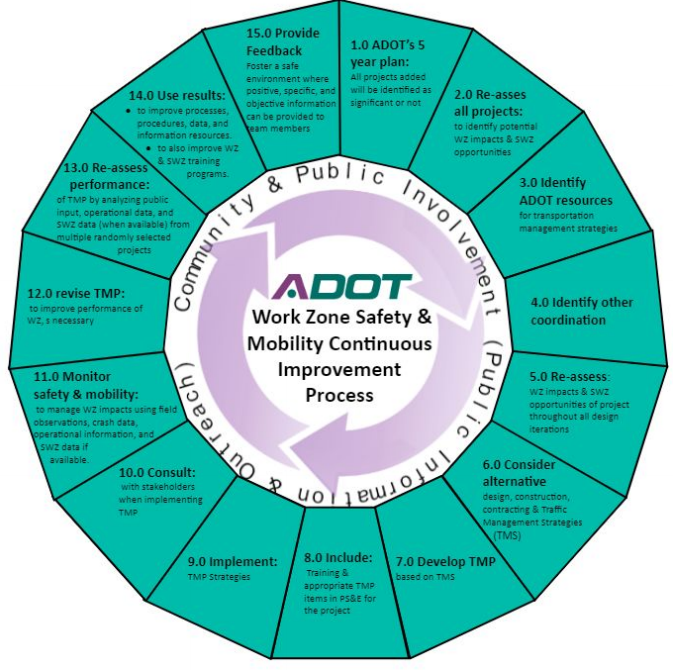 15.0 Provide
Feedback
Foster a safe
environment where
positive, specific, and
objective information
can be provided to
team members
1.0 ADOT's 5
year plan:
All projects added
will be identified as
significant or not
2.0 Re-asses
all projects:
to identify potential
WZ impacts & SWZ
opportunities
3.0 Identify
ADOT resources
for transportation
management strategies
4.0 Identify other
coordination
5.0 Re-assess:
WZ impacts & SWZ
opportunities of project
throughout all design
iterations
6.0 Consider
alternative
design, construction,
contracting & Traffic
Management Strategies
(TMS)
7.0 Develop TMP
based on TMS
8.0 Include:
Training &
appropriate TMP
items in PS&E for
the project
9.0 Implement:
TMP Strategies
10.0 Consult:
with stakeholders
when implementing
TMP
11.0 Monitor
safety & mobility:
to manage WZ impacts using field
observations, crash data,
operational information, and
SWZ data if
available.
12.0 revise TMP:
to improve performance of
WZ, s necessary
13.0 Re-assess
performance:
of TMP by analyzing public
input, operational data, and
SWZ data (when available) from
multiple randomly selected
projects
14.0 Use results:
• to improve processes,
procedures, data, and
information resources.
• to also improve WZ
& SWZ training
programs.
Community & Public Involvement (Public Information & Outreach)
ADOT
Work Zone Safety &
Mobility Continuous
Improvement
Process